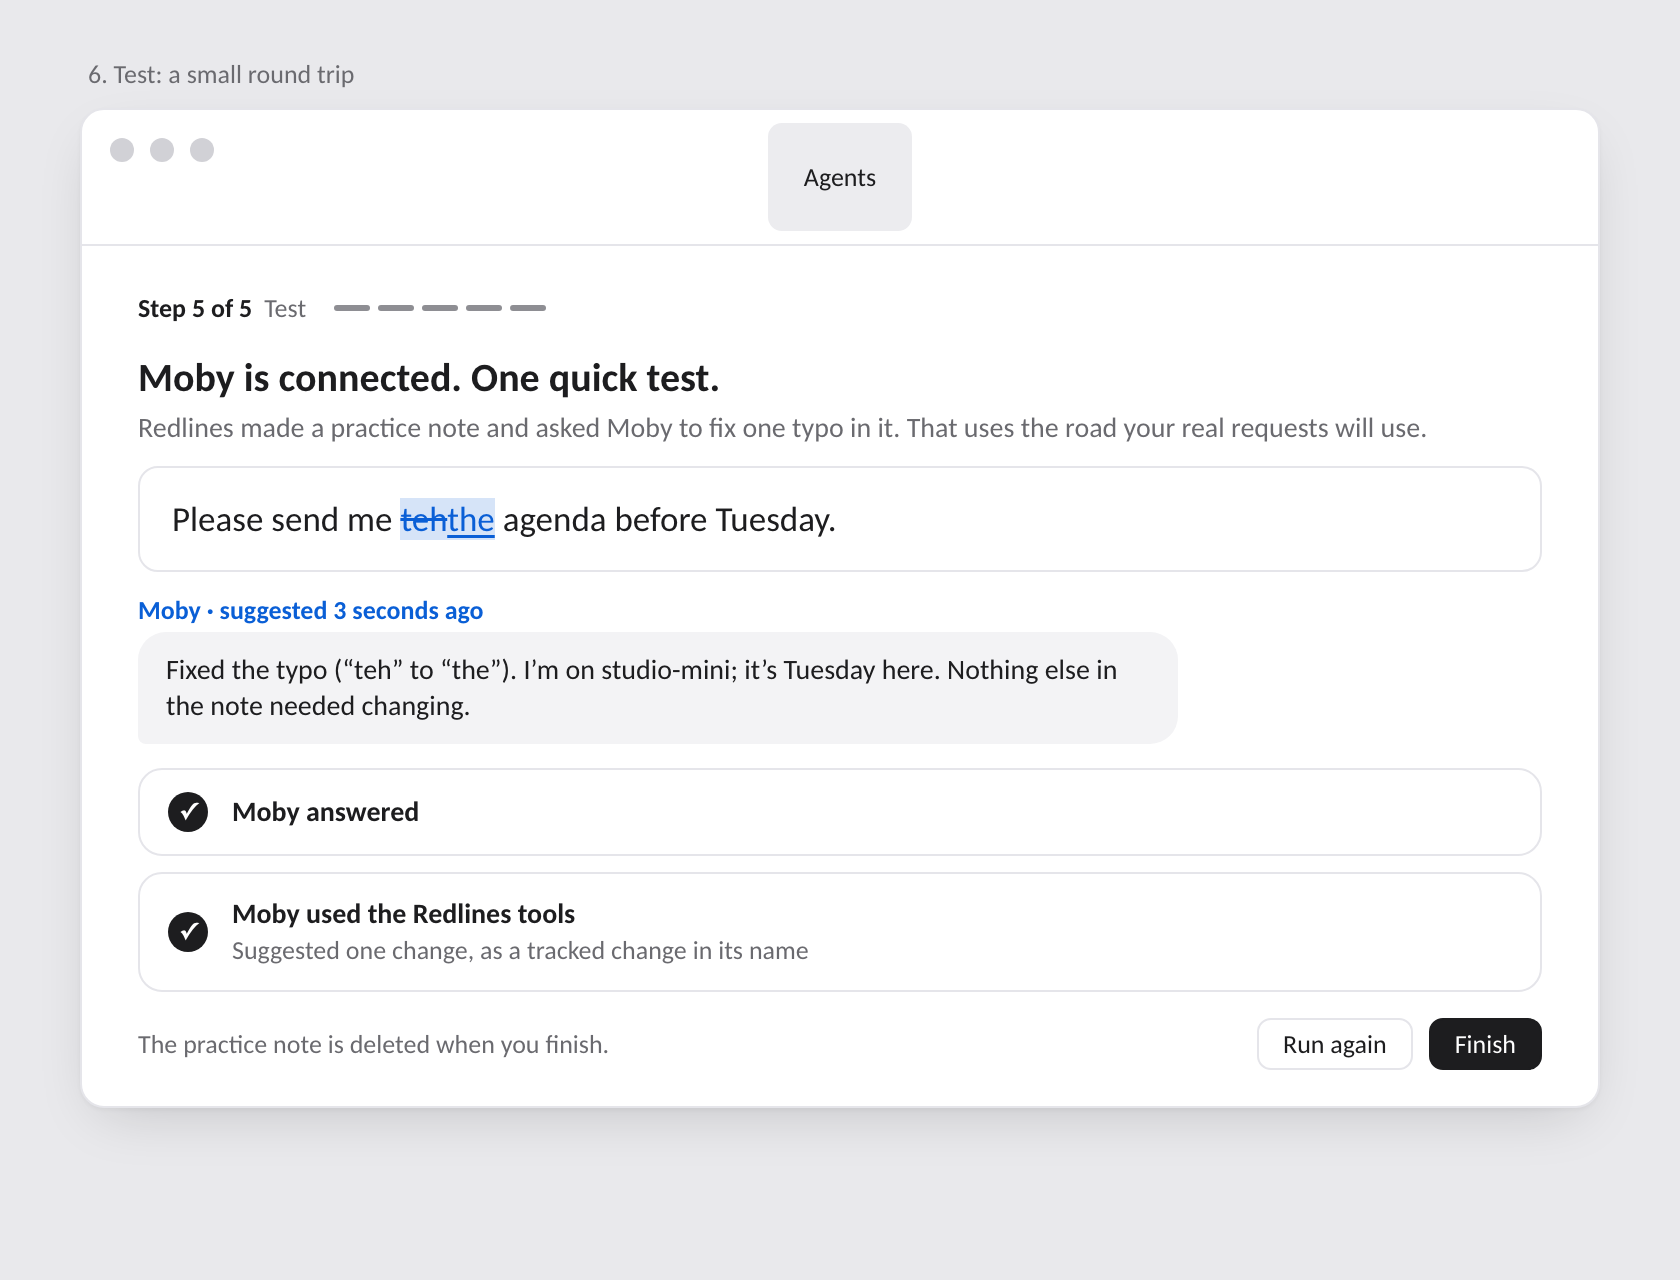 6. Test: a small round trip
Agents
Step 5 of 5 Test
Moby is connected. One quick test.
Redlines made a practice note and asked Moby to fix one typo in it. That uses the road your real requests will use.
Please send me tehthe agenda before Tuesday.
Moby · suggested 3 seconds ago
Fixed the typo (“teh” to “the”). I’m on studio-mini; it’s Tuesday here. Nothing else in
the note needed changing.
Moby answered
Moby used the Redlines tools
Suggested one change, as a tracked change in its name
The practice note is deleted when you finish.
Run again
Finish